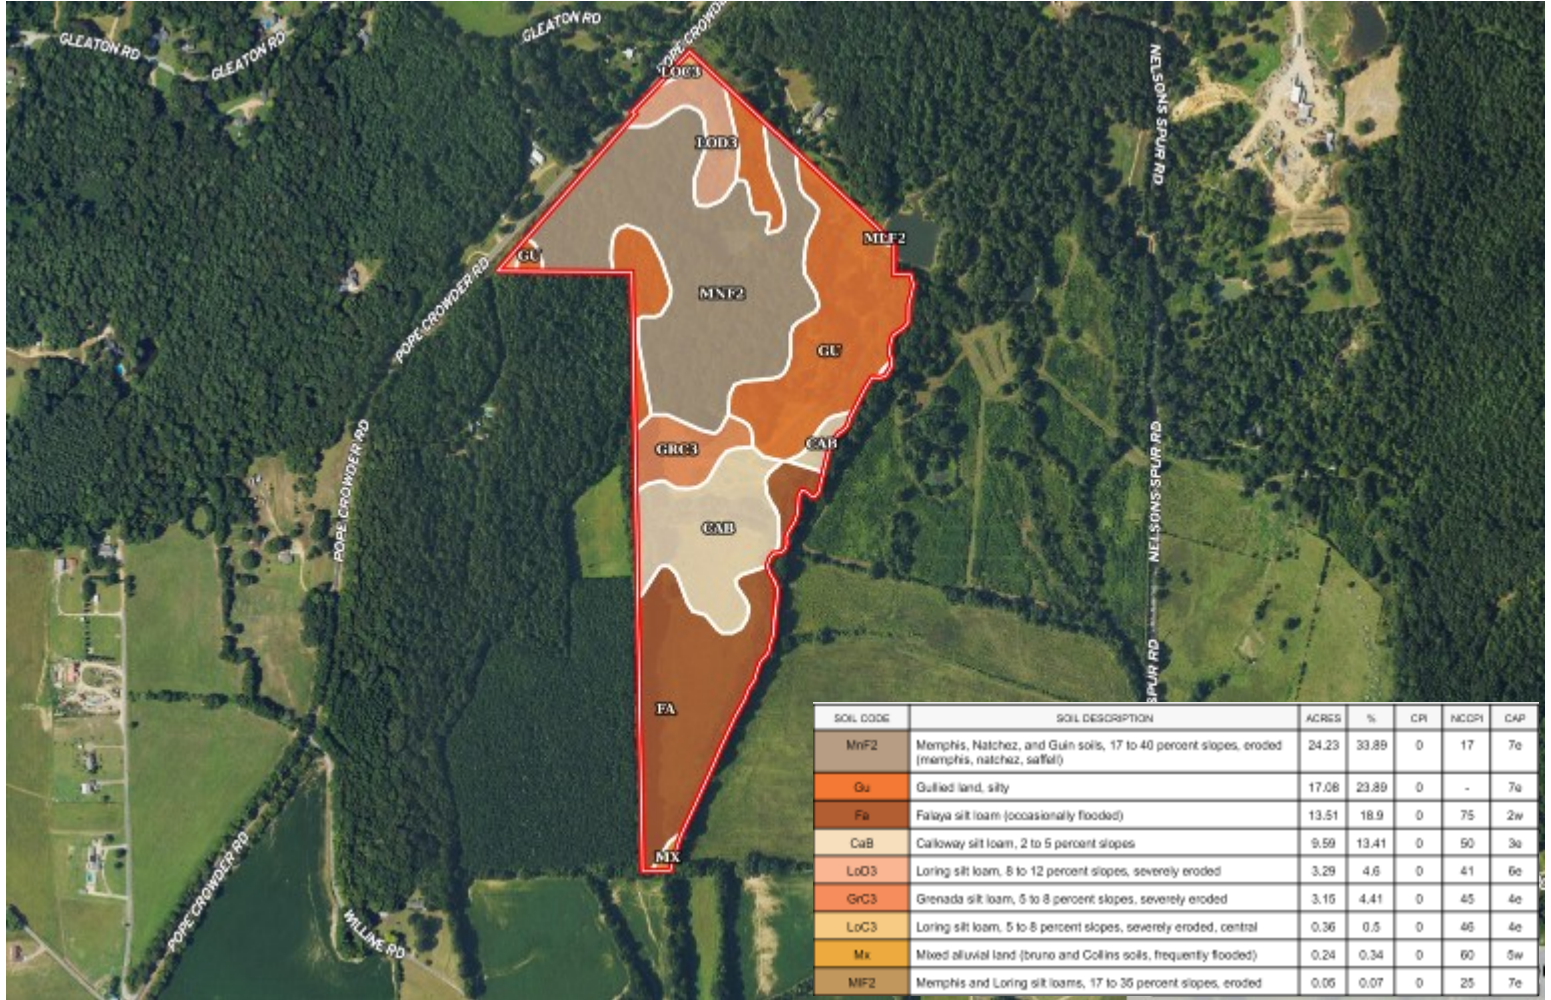 GLEATON RD
GLEATON RD
GLEATON RD
POPE CROWDER
NELSONS SPUR RD
LOC3
LOD3
MLF2
GU
MNF2
POPE CROWDER RD
GU
CAB
GRC3
POPE CROWDER RD
NELSONS SPUR RD
CAB
SPUR RD
FA
MX
POPE CROWDER RD
WILLINE RD
SOIL CODE SOIL DESCRIPTION ACRES % CPI NCCPI CAP
MnF2 Memphis, Natchez, and Guin soils, 17 to 40 percent slopes, eroded 24.23 33.89 0 17 7e
(memphis, natchez, saffell)
Gu Gullied land, silty 17.08 23.89 0 - 7e
Fa Falaya silt loam (occasionally flooded) 13.51 18.9 0 75 2w
CaB Calloway silt loam, 2 to 5 percent slopes 9.59 13.41 0 50 3e
LoD3 Loring silt loam, 8 to 12 percent slopes, severely eroded 3.29 4.6 0 41 6e
GrC3 Grenada silt loam, 5 to 8 percent slopes, severely eroded 3.15 4.41 0 45 4e
LoC3 Loring silt loam, 5 to 8 percent slopes, severely eroded, central 0.36 0.5 0 46 4e
Mx Mixed alluvial land (bruno and Collins soils, frequently flooded) 0.24 0.34 0 60 5w
MlF2 Memphis and Loring silt loams, 17 to 35 percent slopes, eroded 0.05 0.07 0 25 7e